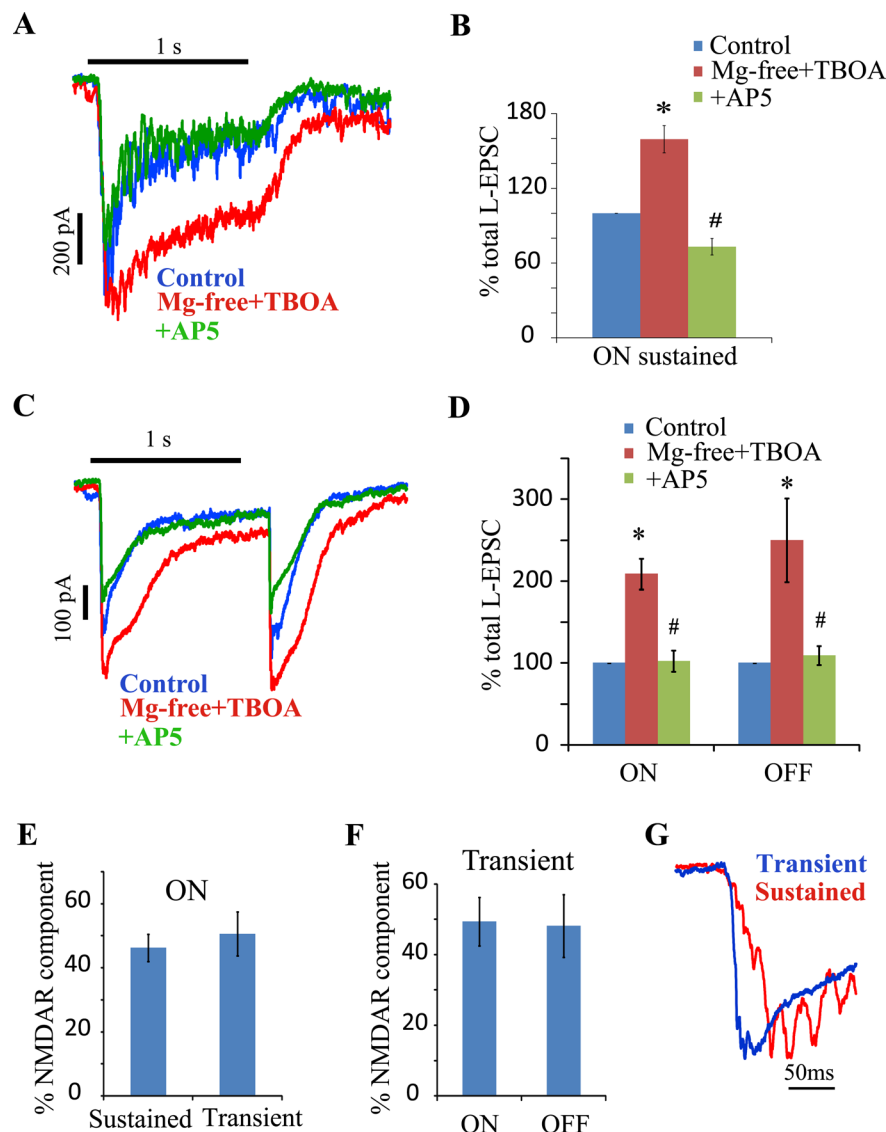 A
1 s
200 pA
Control
Mg-free+TBOA
+AP5
B
Control
Mg-free+TBOA
+AP5
% total L-EPSC
180
120
60
0
*
#
ON sustained
C
1 s
100 pA
Control
Mg-free+TBOA
+AP5
D
Control
Mg-free+TBOA
+AP5
% total L-EPSC
300
200
100
0
*
#
*
#
ON
OFF
E
ON
% NMDAR component
60
40
20
0
Sustained
Transient
F
Transient
% NMDAR component
60
40
20
0
ON
OFF
G
Transient
Sustained
50ms